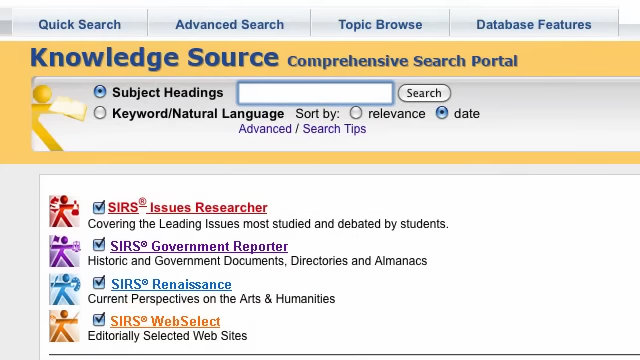 Quick Search Advanced Search Topic Browse Database Features
Knowledge Source Comprehensive Search Portal
Subject Headings Search
Keyword/Natural Language Sort by: relevance date
Advanced / Search Tips
SIRS® Issues Researcher
Covering the Leading Issues most studied and debated by students.
SIRS® Government Reporter
Historic and Government Documents, Directories and Almanacs
SIRS® Renaissance
Current Perspectives on the Arts & Humanities
SIRS® WebSelect
Editorially Selected Web Sites